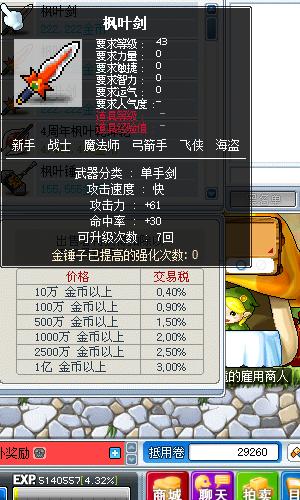 枫叶剑
要求等级： 43
要求力量： 0
要求敏捷： 0
要求智力： 0
要求运气： 0
要求人气度： -
道具等级： -
道具经验值： -
新手 战士 魔法师 弓箭手 飞侠 海盗
武器分类 ： 单手剑
攻击速度 ： 快
攻击力 ： +61
命中率 ： +30
可升级次数 ： 7回
金锤子已提高的强化次数: 0
价格 交易税
10万 金币以上 0,40%
100万 金币以上 0,90%
500万 金币以上 1,50%
1000万 金币以上 2,00%
2500万 金币以上 2,50%
1亿 金币以上 3,00%
的雇用商人
奖励
抵用卷 29260
EXP 5140557[4.32%]
商城 聊天 拍卖